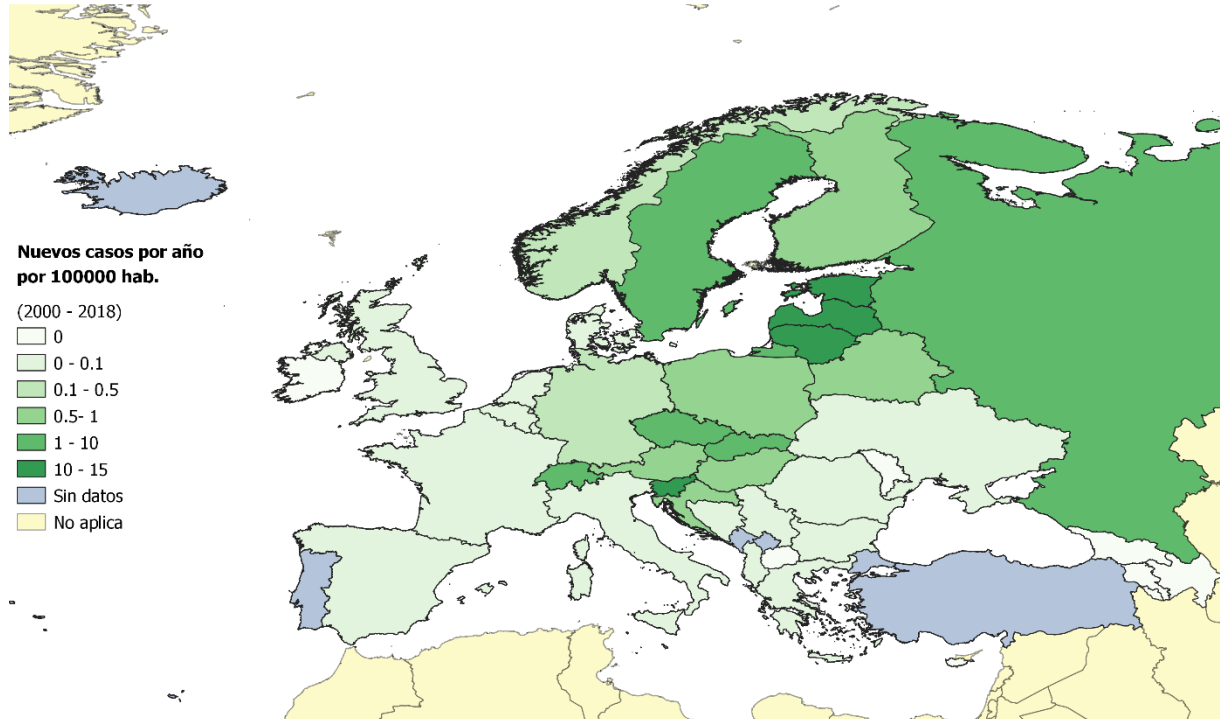 Nuevos casos por año
por 100000 hab.
(2000 - 2018)
0
0 - 0.1
0.1 - 0.5
0.5- 1
1 - 10
10 - 15
Sin datos
No aplica